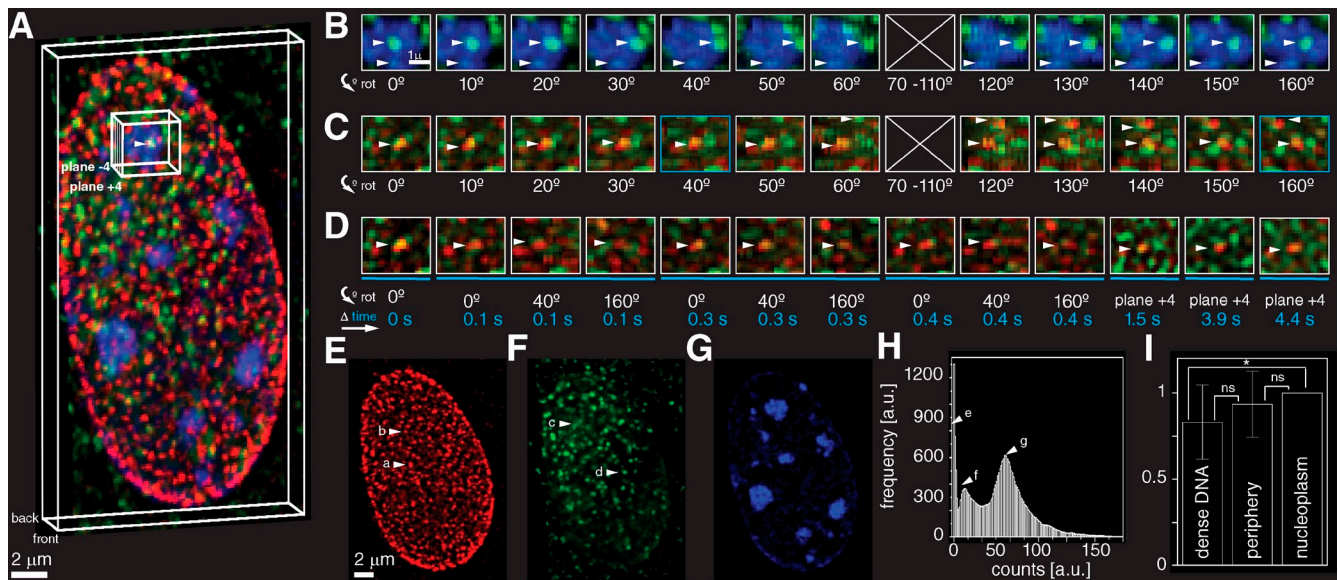 A
plane -4
plane +4
back
front
2 μm
B
1μ
º rot 0º 10º 20º 30º 40º 50º 60º 70 -110º 120º 130º 140º 150º 160º
C
º rot 0º 10º 20º 30º 40º 50º 60º 70 -110º 120º 130º 140º 150º 160º
D
º rot 0º 0º 40º 160º 0º 40º 160º 0º 40º 160º plane +4 plane +4 plane +4
Δ time 0 s 0.1 s 0.1 s 0.1 s 0.3 s 0.3 s 0.3 s 0.4 s 0.4 s 0.4 s 1.5 s 3.9 s 4.4 s
E
b
a
2 μm
F
c
d
G
H
frequency [a.u.]
1200
900
600
300
0
e
f
g
0 50 100 150
counts [a.u.]
I
1
0.5
0
*
ns
ns
dense DNA
periphery
nucleoplasm